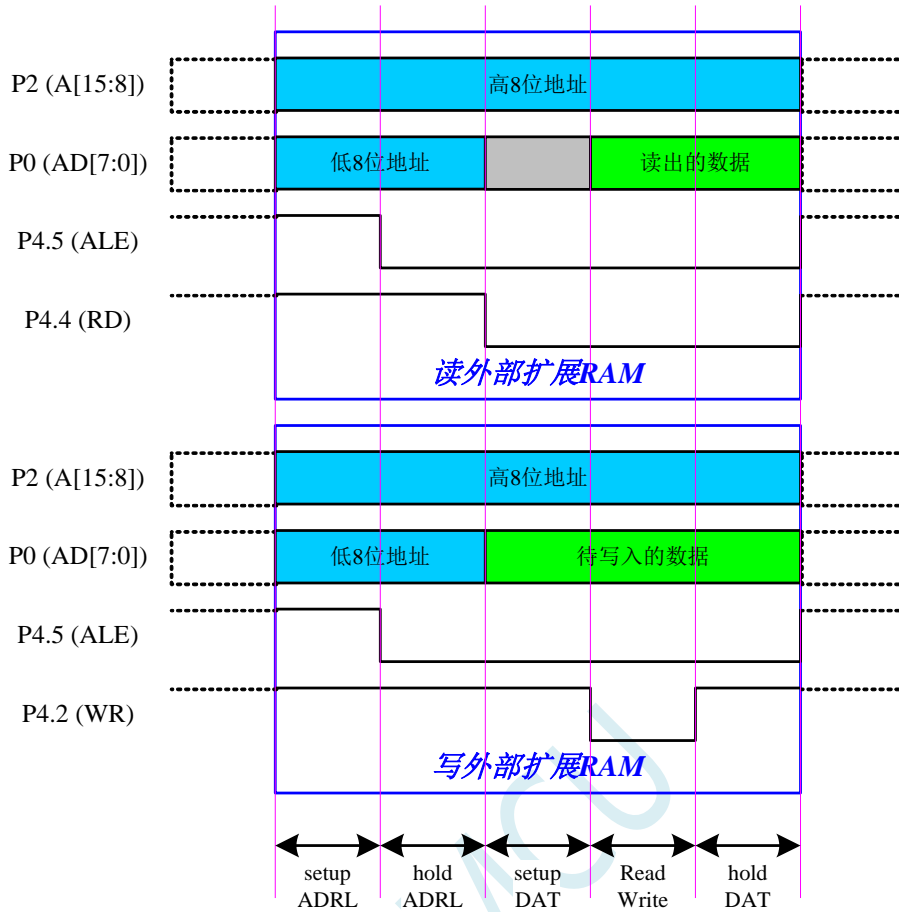 P2 (A[15:8])
高8位地址
P0 (AD[7:0])
低8位地址
读出的数据
P4.5 (ALE)
P4.4 (RD)
读外部扩展RAM
P2 (A[15:8])
高8位地址
P0 (AD[7:0])
低8位地址
待写入的数据
P4.5 (ALE)
P4.2 (WR)
写外部扩展RAM
MCU
setup
ADRL
hold
ADRL
setup
DAT
Read
Write
hold
DAT